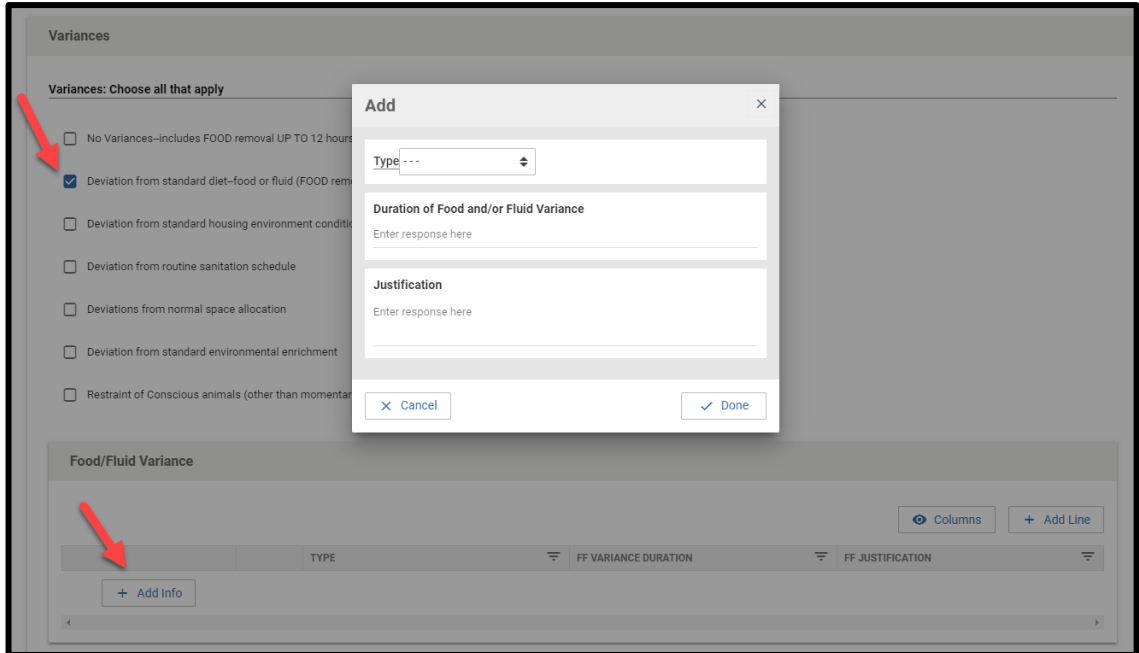 Variances
Variances: Choose all that apply
No Variances--includes FOOD removal UP TO 12 hours
Deviation from standard diet--food or fluid (FOOD rem
Deviation from standard housing environment conditio
Deviation from routine sanitation schedule
Deviations from normal space allocation
Deviation from standard environmental enrichment
Restraint of Conscious animals (other than momentar
Add
Type ---
Duration of Food and/or Fluid Variance
Enter response here
Justification
Enter response here
Cancel Done
Food/Fluid Variance
Columns + Add Line
TYPE FF VARIANCE DURATION FF JUSTIFICATION
+ Add Info